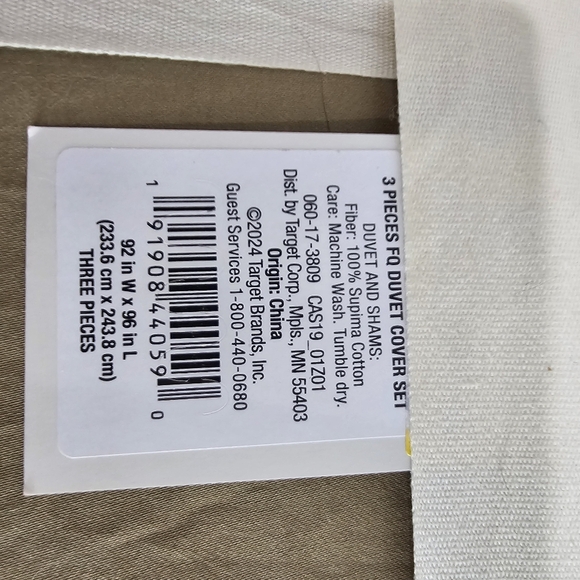 3 PIECES FQ DUVET COVER SET
DUVET AND SHAMS:
Fiber: 100% Supima Cotton
Care: Machine Wash. Tumble dry.
060-17-3809 CAS19_01Z01
Dist. by Target Corp., Mpls., MN 55403
Origin: China
©2024 Target Brands, Inc.
Guest Services 1-800-440-0680
1 91908 44059 0
92 in W x 96 in L
(233.6 cm x 243.8 cm)
THREE PIECES